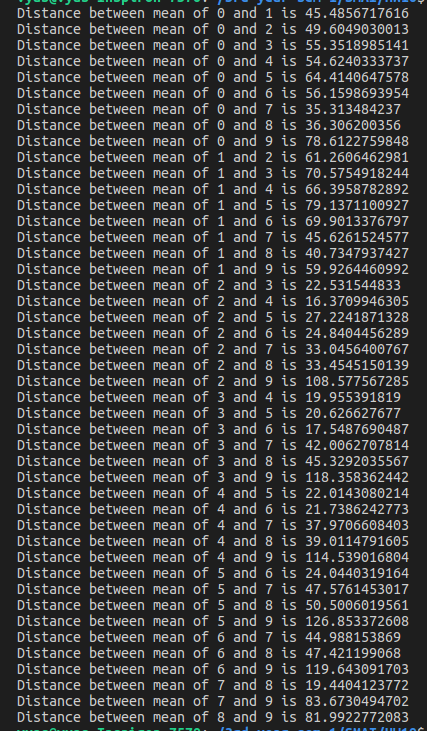 Distance between mean of 0 and 1 is 45.4856717616
Distance between mean of 0 and 2 is 49.6049030013
Distance between mean of 0 and 3 is 55.3518985141
Distance between mean of 0 and 4 is 54.6240333737
Distance between mean of 0 and 5 is 64.4140647578
Distance between mean of 0 and 6 is 56.1598693954
Distance between mean of 0 and 7 is 35.313484237
Distance between mean of 0 and 8 is 36.306200356
Distance between mean of 0 and 9 is 78.6122759848
Distance between mean of 1 and 2 is 61.2606462981
Distance between mean of 1 and 3 is 70.5754918244
Distance between mean of 1 and 4 is 66.3958782892
Distance between mean of 1 and 5 is 79.1371100927
Distance between mean of 1 and 6 is 69.9013376797
Distance between mean of 1 and 7 is 45.6261524577
Distance between mean of 1 and 8 is 40.7347937427
Distance between mean of 1 and 9 is 59.9264460992
Distance between mean of 2 and 3 is 22.531544833
Distance between mean of 2 and 4 is 16.3709946305
Distance between mean of 2 and 5 is 27.2241871328
Distance between mean of 2 and 6 is 24.8404456289
Distance between mean of 2 and 7 is 33.0456400767
Distance between mean of 2 and 8 is 33.4545150139
Distance between mean of 2 and 9 is 108.577567285
Distance between mean of 3 and 4 is 19.955391819
Distance between mean of 3 and 5 is 20.626627677
Distance between mean of 3 and 6 is 17.5487690487
Distance between mean of 3 and 7 is 42.0062707814
Distance between mean of 3 and 8 is 45.3292035567
Distance between mean of 3 and 9 is 118.358362442
Distance between mean of 4 and 5 is 22.0143080214
Distance between mean of 4 and 6 is 21.7386242773
Distance between mean of 4 and 7 is 37.9706608403
Distance between mean of 4 and 8 is 39.0114791605
Distance between mean of 4 and 9 is 114.539016804
Distance between mean of 5 and 6 is 24.0440319164
Distance between mean of 5 and 7 is 47.5761453017
Distance between mean of 5 and 8 is 50.5006019561
Distance between mean of 5 and 9 is 126.853372608
Distance between mean of 6 and 7 is 44.988153869
Distance between mean of 6 and 8 is 47.421199068
Distance between mean of 6 and 9 is 119.643091703
Distance between mean of 7 and 8 is 19.4404123772
Distance between mean of 7 and 9 is 83.6730494702
Distance between mean of 8 and 9 is 81.9922772083